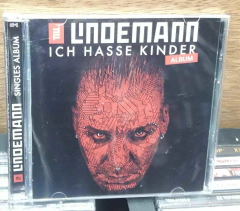 TILL
LINDEMANN
ICH HASSE KINDER
ALBUM
LINDEMANN
SINGLES ALBUM